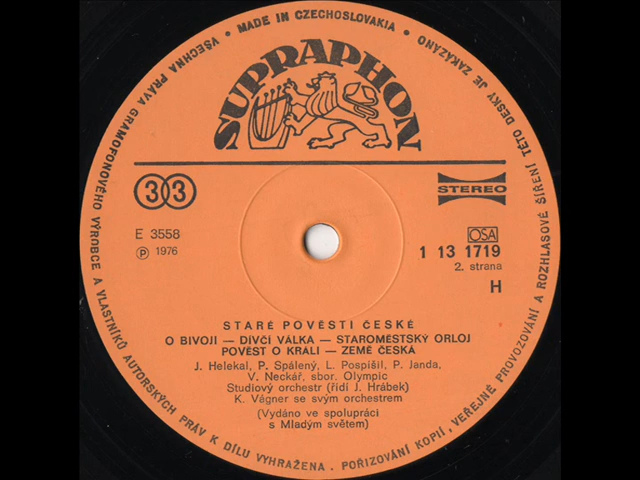 MADE IN CZECHOSLOVAKIA • VŠECHNA PRÁVA GRAMOFONOVÉHO VÝROBCE A VLASTNÍKŮ AUTORSKÝCH PRÁV K DÍLU VYHRAŽENA. POŘIZOVÁNÍ KOPIÍ, VEŘEJNÉ PROVOZOVÁNÍ A ROZHLASOVÉ ŠÍŘENÍ TÉTO DESKY JE ZAKÁZÁNO •
SUPRAPHON
33
STEREO
E 3558
℗ 1976
OSA
1 13 1719
2. strana
H
STARÉ POVĚSTI ČESKÉ
O BIVOJI — DÍVČÍ VÁLKA — STAROMĚSTSKÝ ORLOJ
POVĚST O KRÁLI — ZEMĚ ČESKÁ
J. Helekal, P. Spálený, L. Pospíšil, P. Janda,
V. Neckář, sbor. Olympic
Studiový orchestr (řídí J. Hrábek)
K. Vágner se svým orchestrem
(Vydáno ve spolupráci
s Mladým světem)